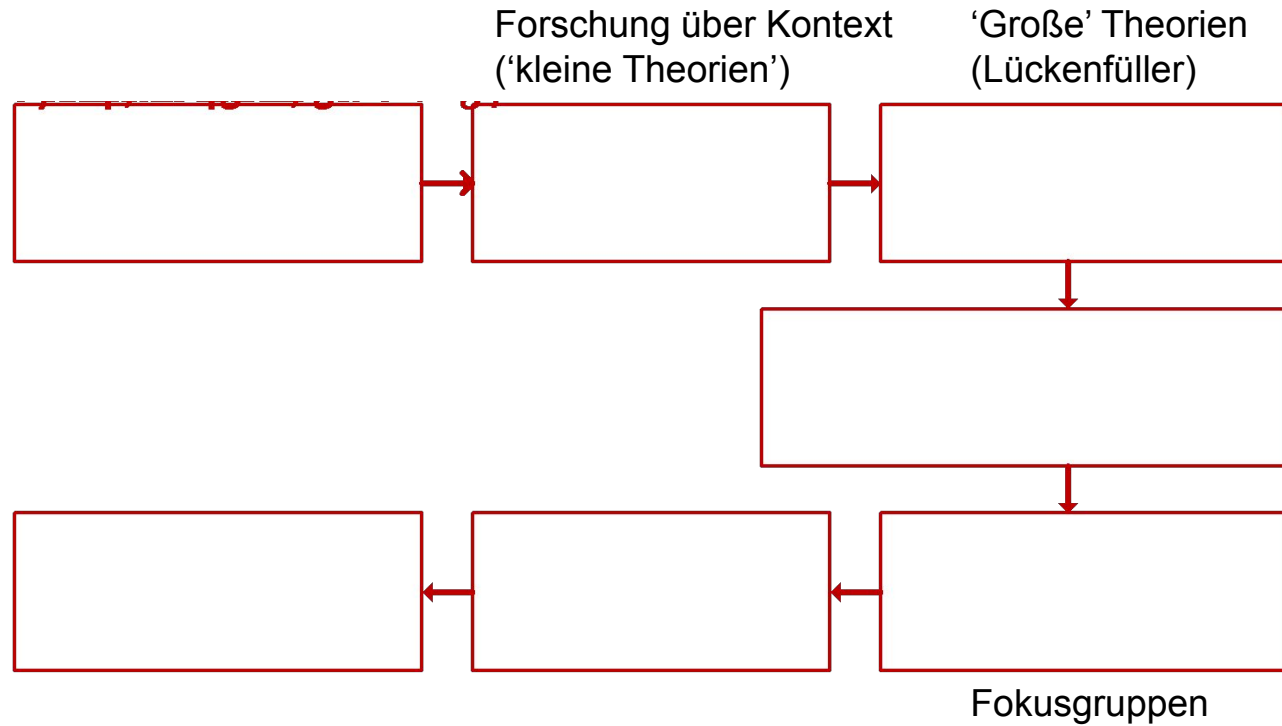 Forschung über Kontext
(‘kleine Theorien’)
‘Große’ Theorien
(Lückenfüller)
Fokusgruppen